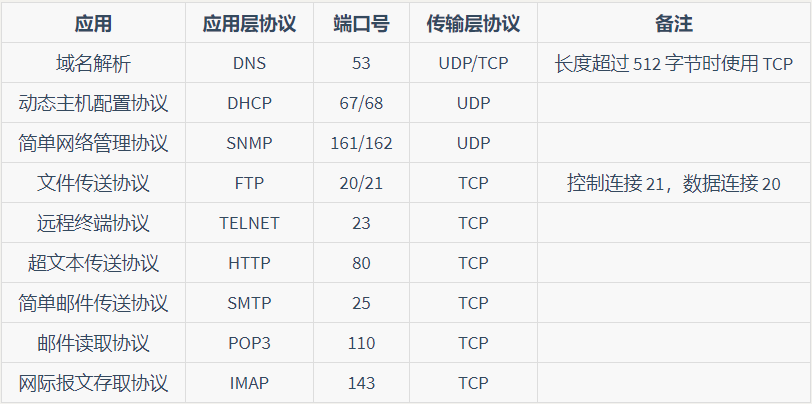 应用 应用层协议 端口号 传输层协议 备注
域名解析 DNS 53 UDP/TCP 长度超过 512 字节时使用 TCP
动态主机配置协议 DHCP 67/68 UDP
简单网络管理协议 SNMP 161/162 UDP
文件传送协议 FTP 20/21 TCP 控制连接 21，数据连接 20
远程终端协议 TELNET 23 TCP
超文本传送协议 HTTP 80 TCP
简单邮件传送协议 SMTP 25 TCP
邮件读取协议 POP3 110 TCP
网际报文存取协议 IMAP 143 TCP